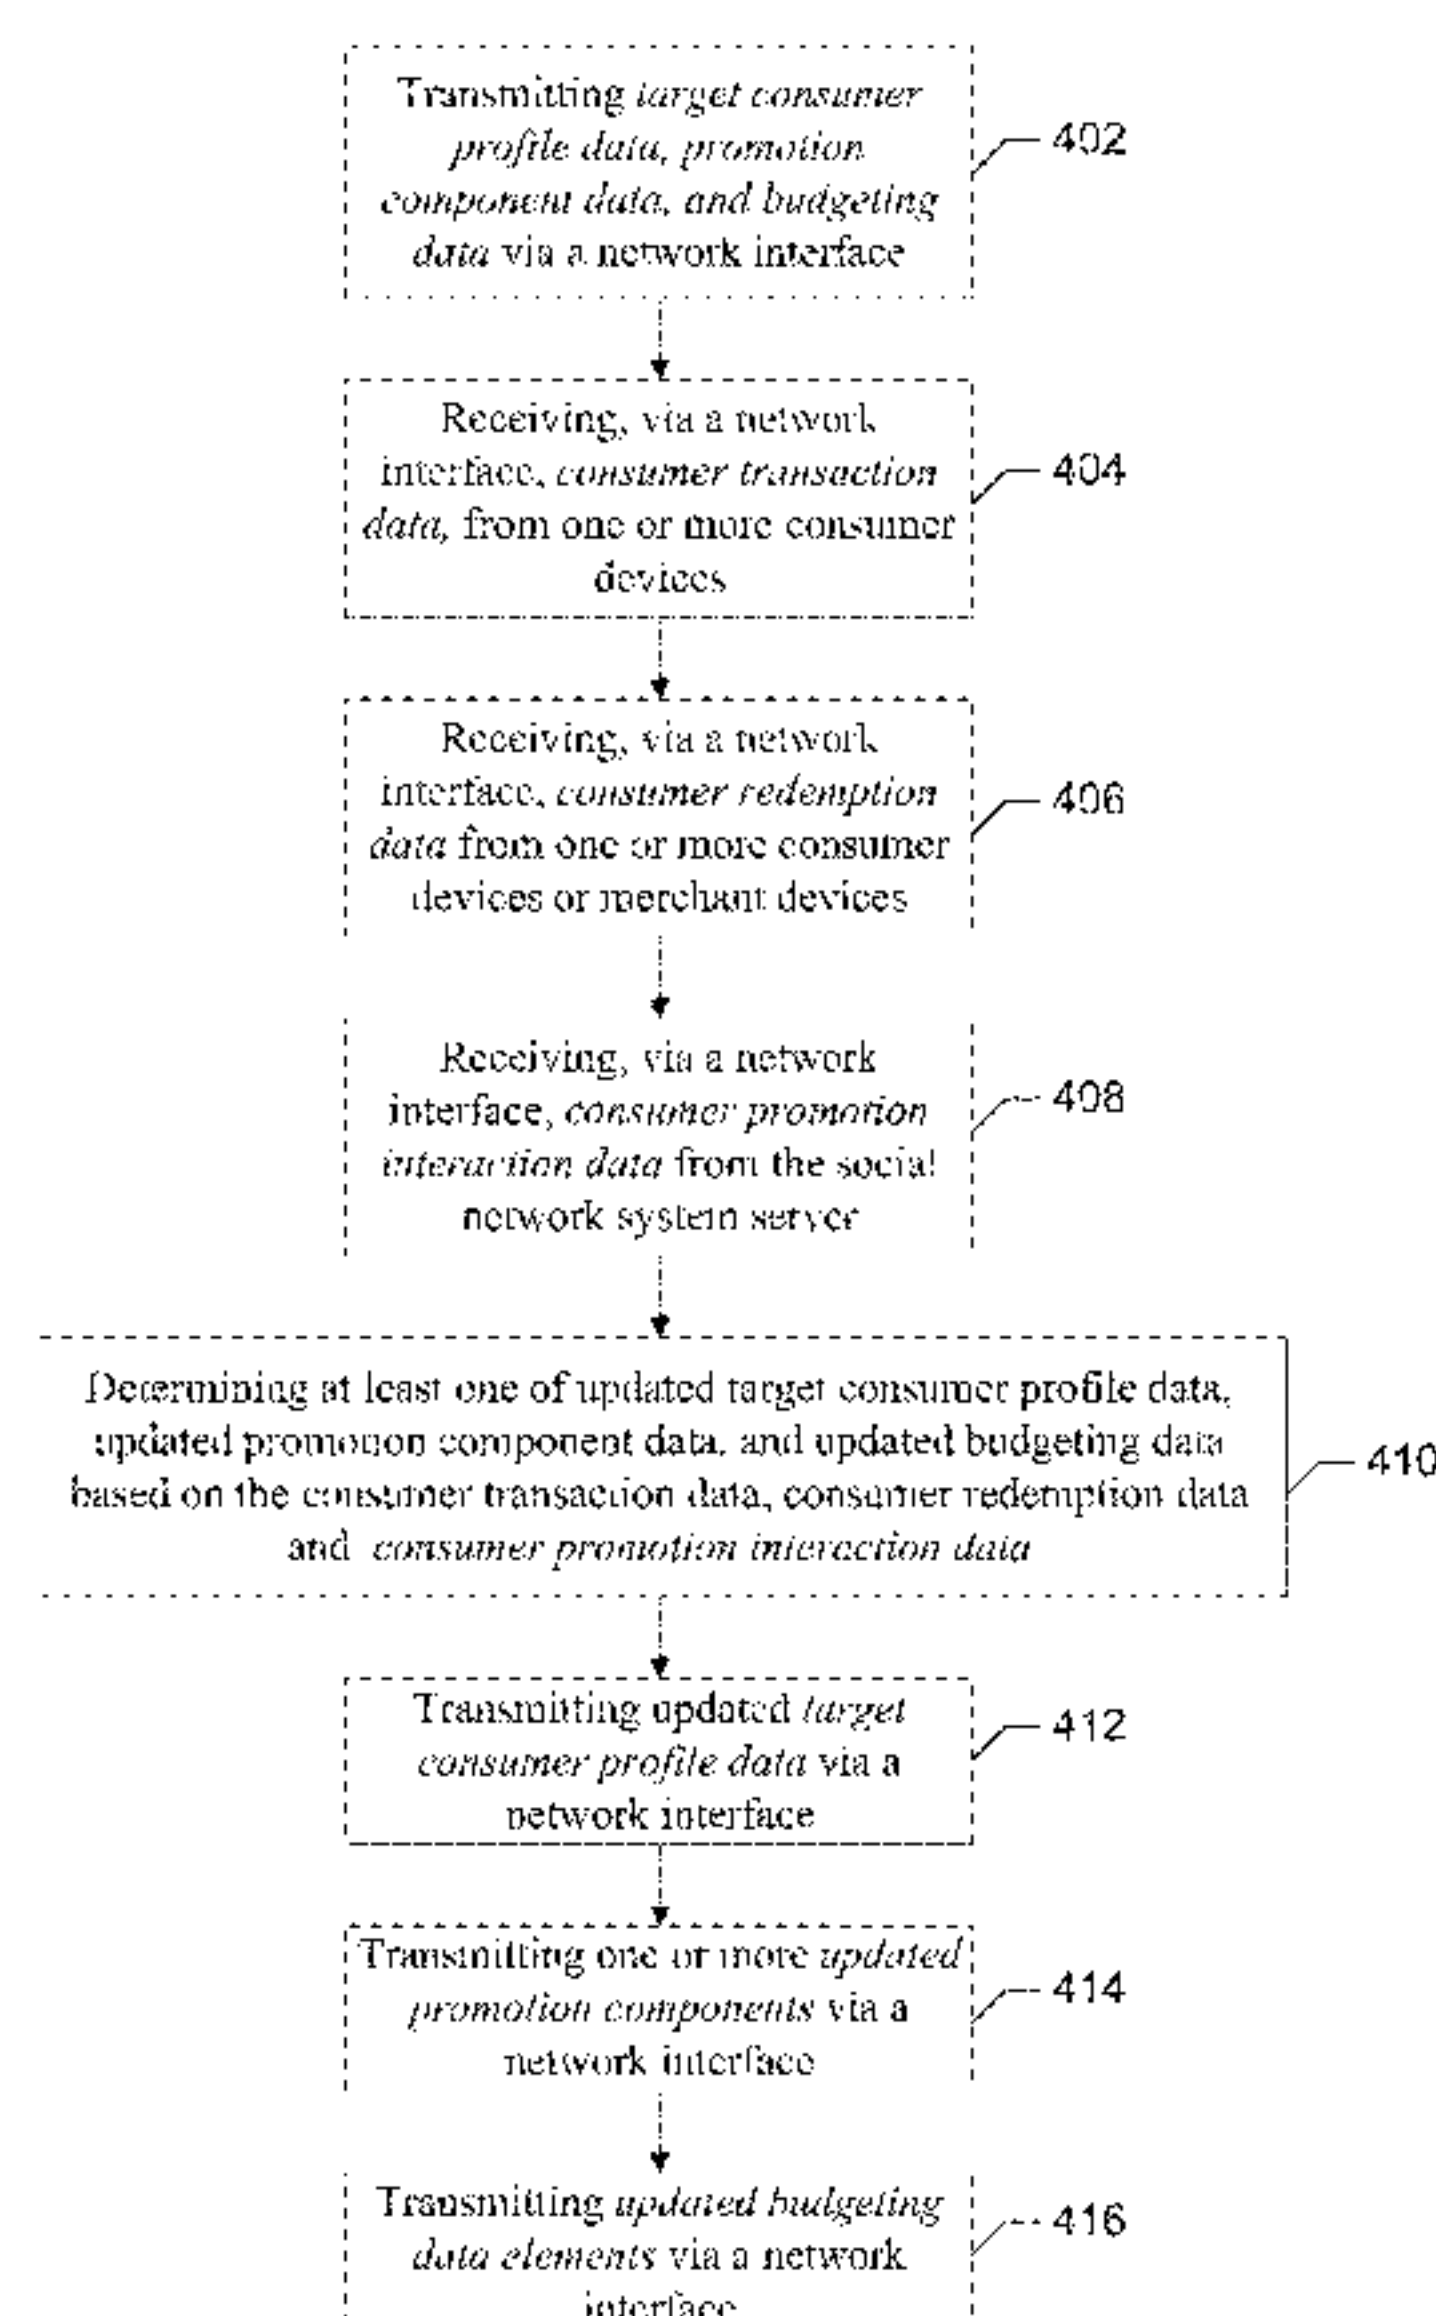 Transmitting target consumer
profile data, promotion
component data, and budgeting
data via a network interface
402
Receiving, via a network
interface, consumer transaction
data, from one or more consumer
devices
404
Receiving, via a network
interface, consumer redemption
data from one or more consumer
devices or merchant devices
406
Receiving, via a network
interface, consumer promotion
interaction data from the social
network system server
408
Determining at least one of updated target consumer profile data,
updated promotion component data, and updated budgeting data
based on the consumer transaction data, consumer redemption data
and consumer promotion interaction data
410
Transmitting updated target
consumer profile data via a
network interface
412
Transmitting one or more updated
promotion components via a
network interface
414
Transmitting updated budgeting
data elements via a network
interface
416